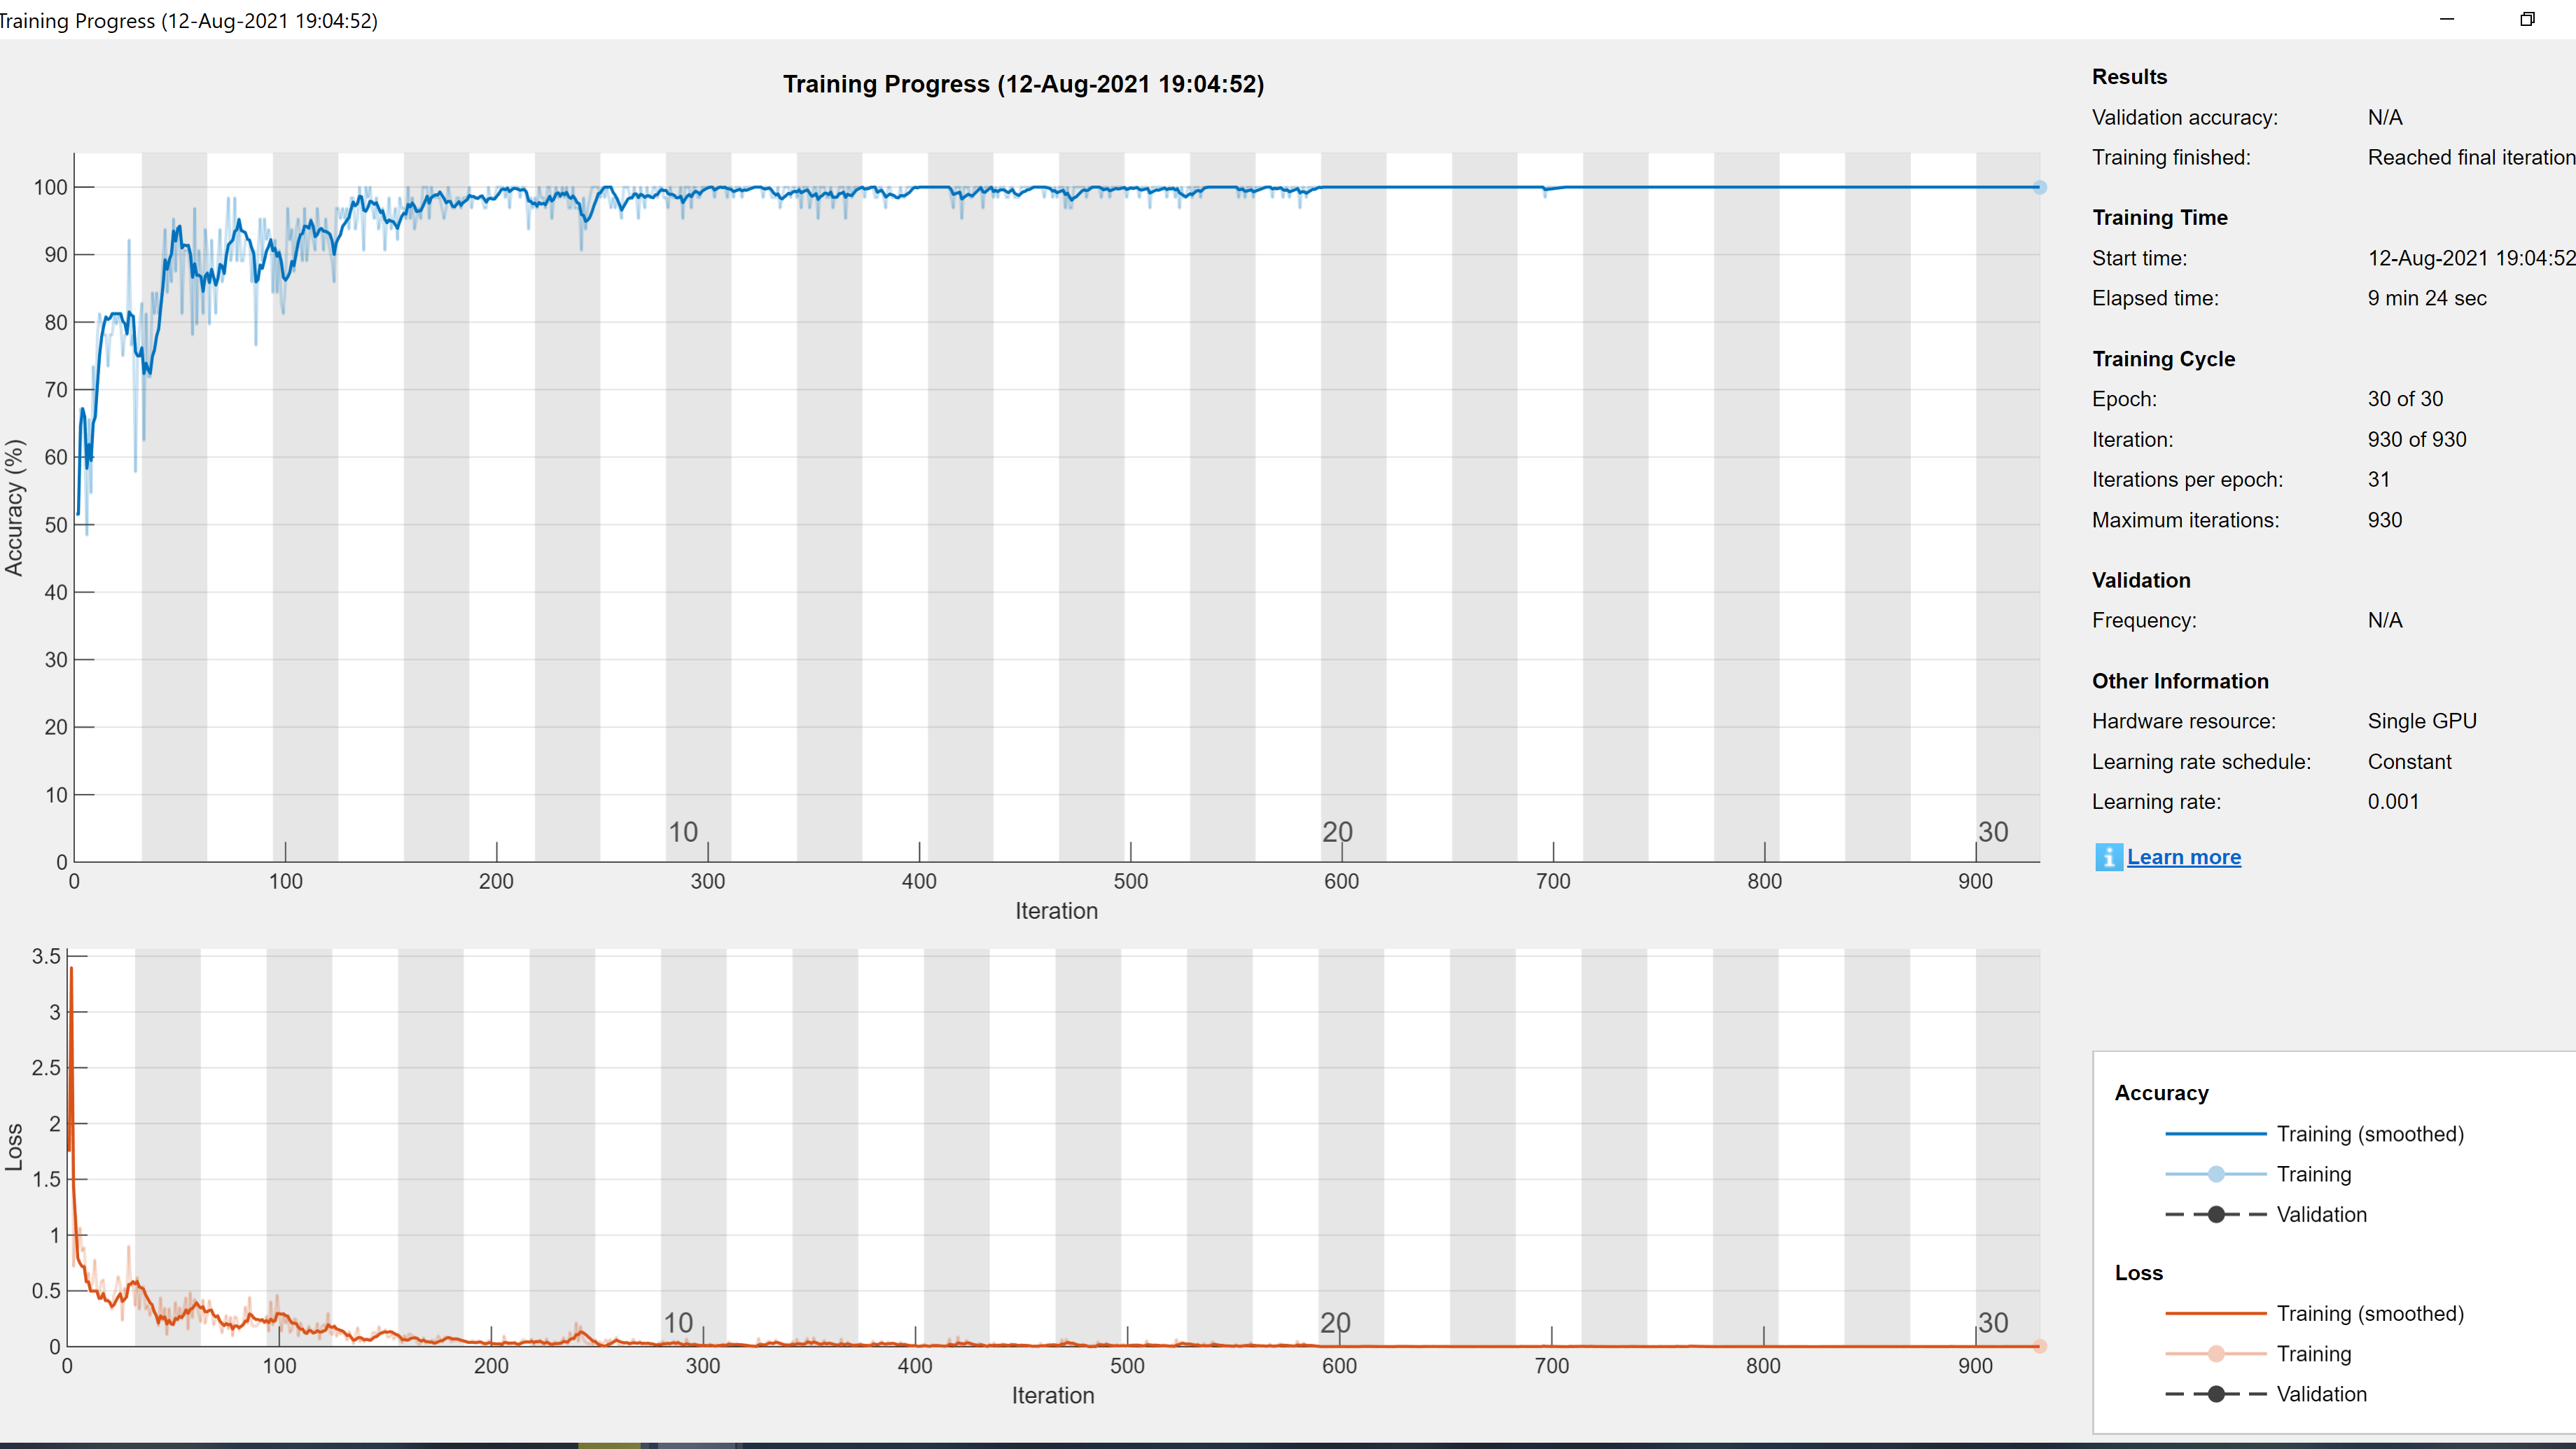 Training Progress (12-Aug-2021 19:04:52)
Training Progress (12-Aug-2021 19:04:52)
Accuracy (%)
100
90
80
70
60
50
40
30
20
10
0
10
20
30
0 100 200 300 400 500 600 700 800 900
Iteration
Loss
3.5
3
2.5
2
1.5
1
0.5
0
10
20
30
0 100 200 300 400 500 600 700 800 900
Iteration
Results
Validation accuracy: N/A
Training finished: Reached final iteration
Training Time
Start time: 12-Aug-2021 19:04:52
Elapsed time: 9 min 24 sec
Training Cycle
Epoch: 30 of 30
Iteration: 930 of 930
Iterations per epoch: 31
Maximum iterations: 930
Validation
Frequency: N/A
Other Information
Hardware resource: Single GPU
Learning rate schedule: Constant
Learning rate: 0.001
i Learn more
Accuracy
Training (smoothed)
Training
Validation
Loss
Training (smoothed)
Training
Validation